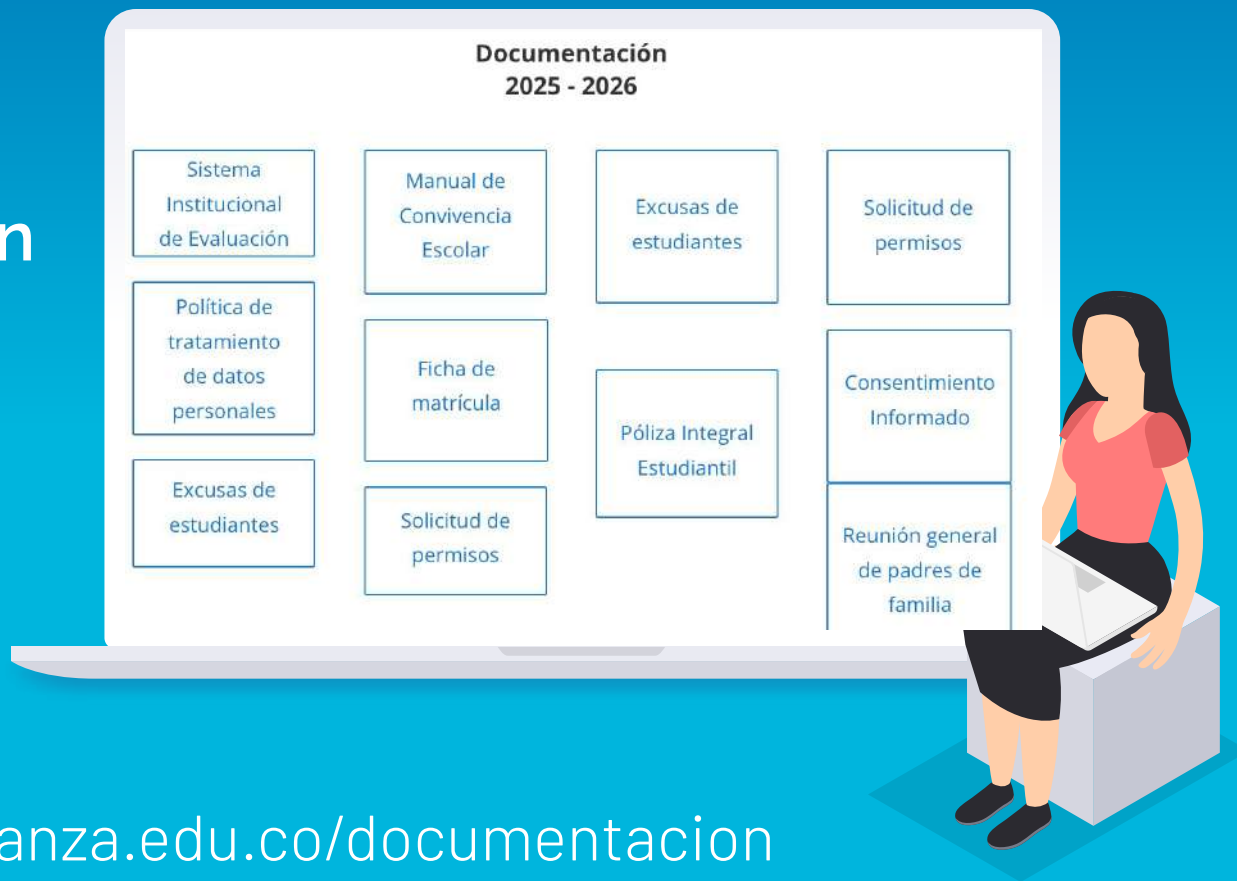 Documentación
2025 - 2026
Sistema
Institucional
de Evaluación
Manual de
Convivencia
Escolar
Excusas de
estudiantes
Solicitud de
permisos
n
Política de
tratamiento
de datos
personales
Ficha de
matrícula
Póliza Integral
Estudiantil
Consentimiento
Informado
Excusas de
estudiantes
Solicitud de
permisos
Reunión general
de padres de
familia
anza.edu.co/documentacion